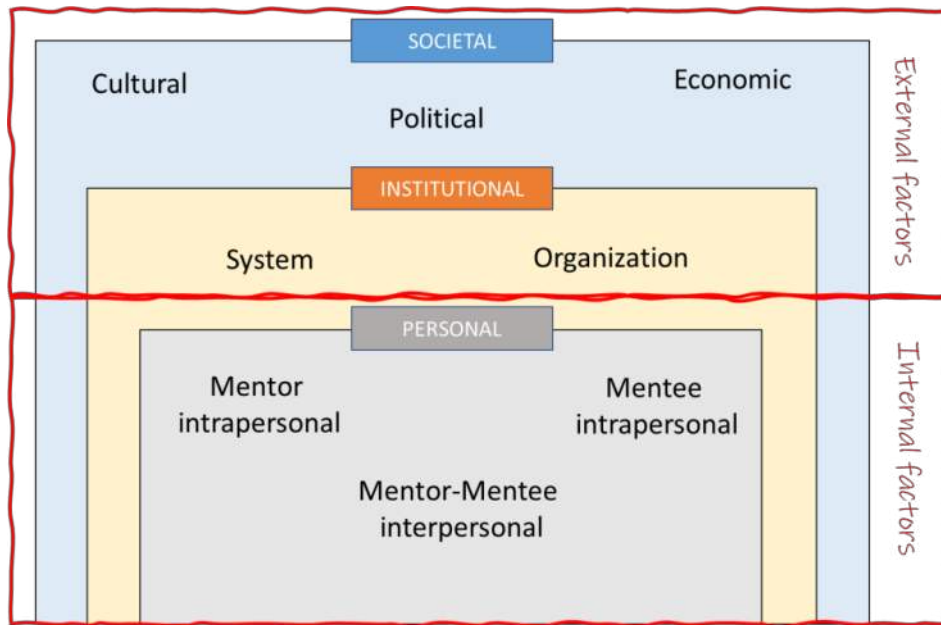 SOCIETAL
Cultural
Economic
Political
INSTITUTIONAL
System
Organization
External factors
PERSONAL
Mentor
intrapersonal
Mentee
intrapersonal
Mentor-Mentee
interpersonal
Internal factors